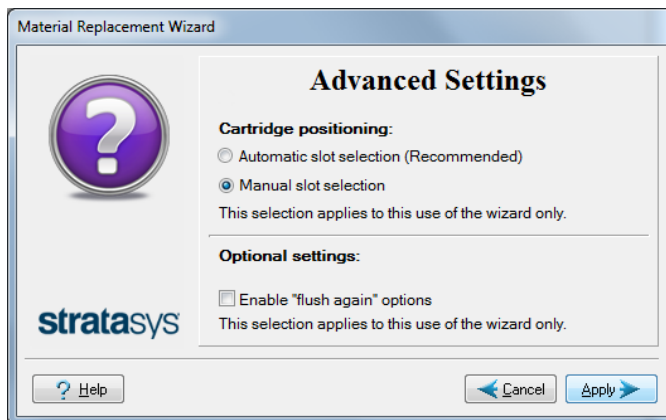 Material Replacement Wizard
Advanced Settings
Cartridge positioning:
Automatic slot selection (Recommended)
Manual slot selection
This selection applies to this use of the wizard only.
Optional settings:
Enable "flush again" options
This selection applies to this use of the wizard only.
stratasys
? Help
Cancel
Apply